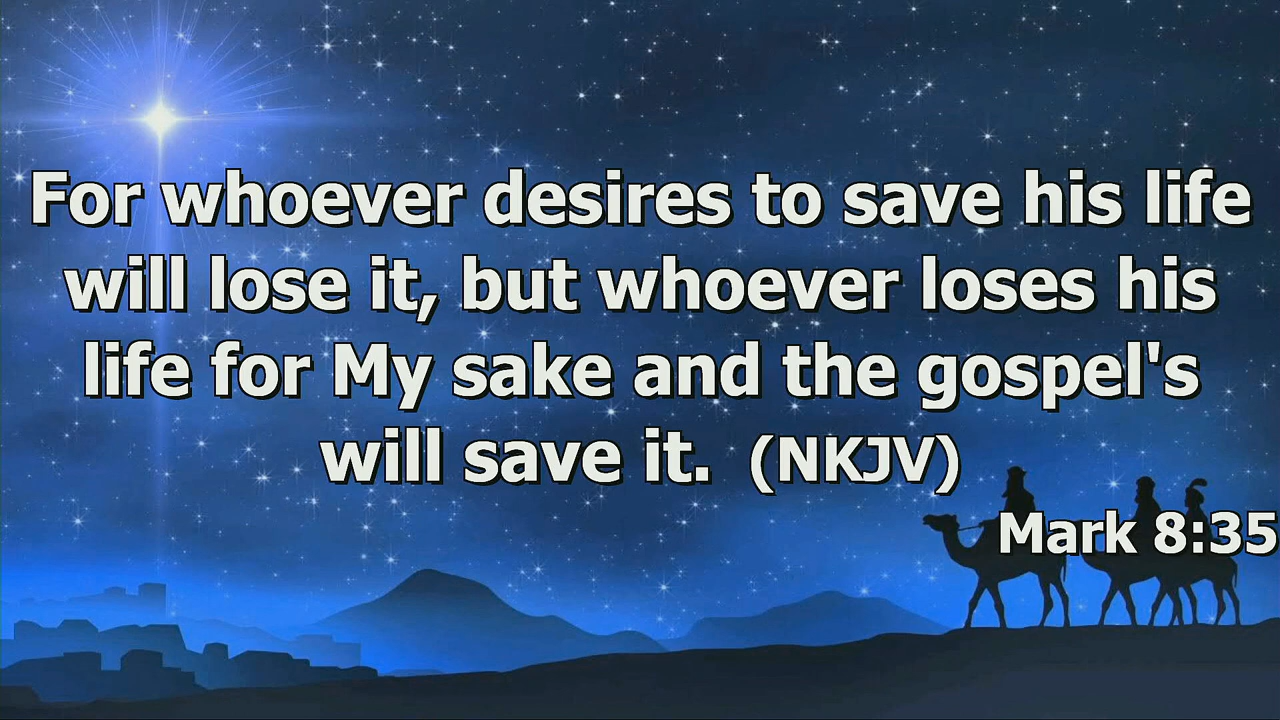 For whoever desires to save his life
will lose it, but whoever loses his
life for My sake and the gospel's
will save it. (NKJV)
Mark 8:35